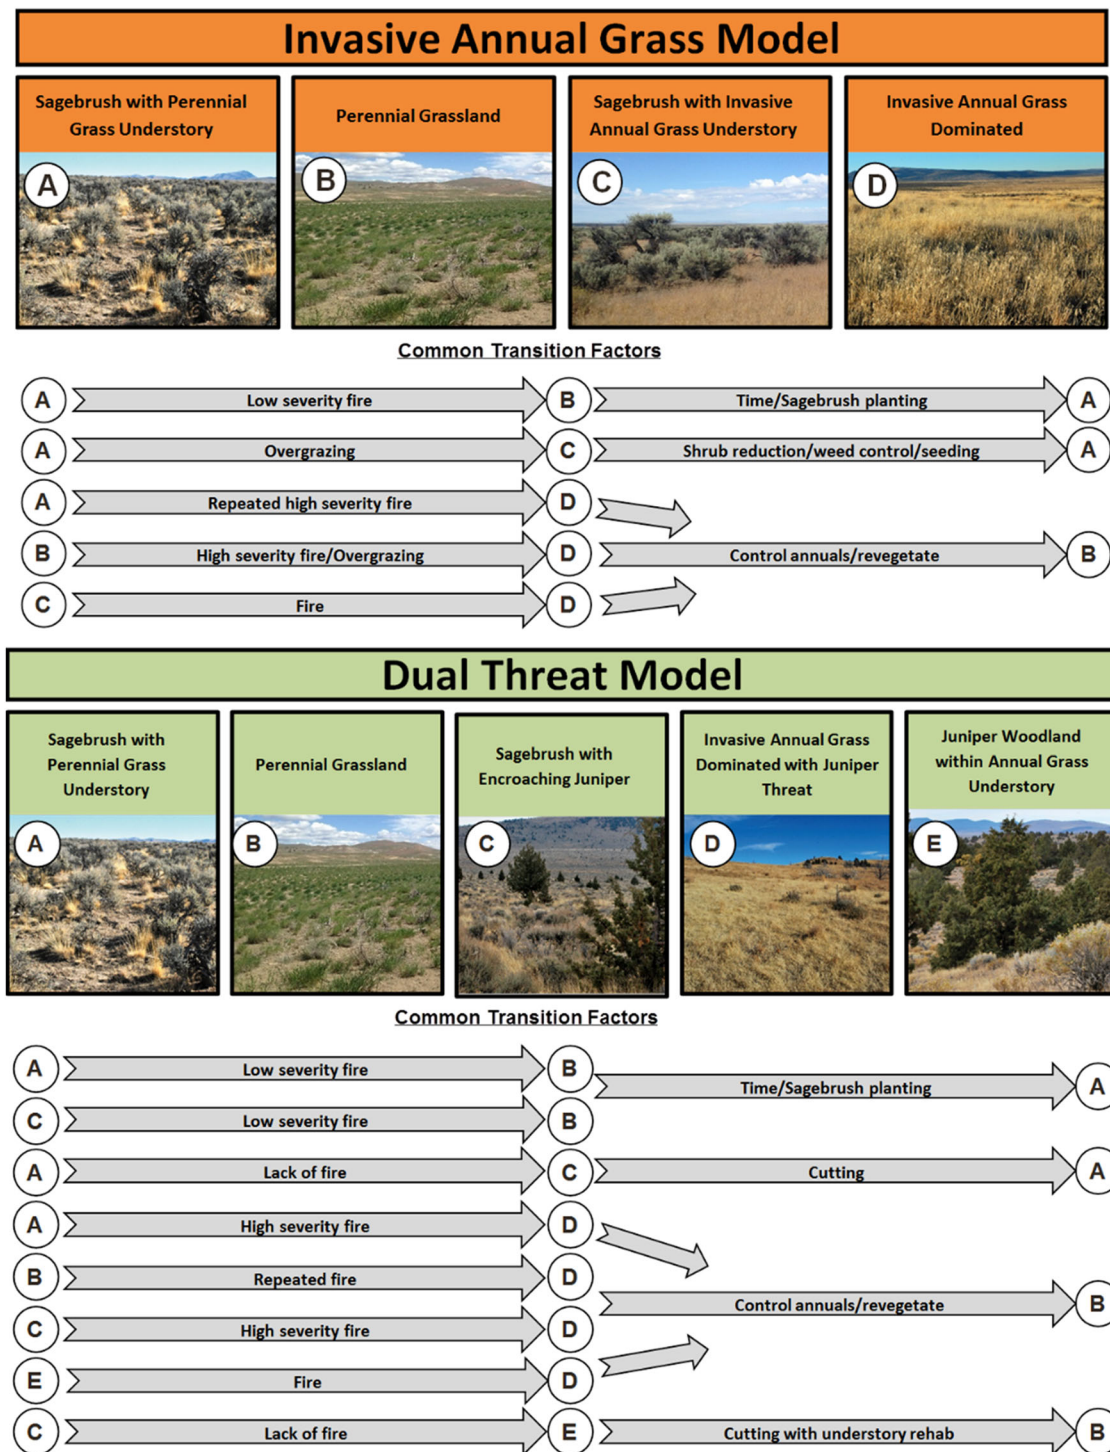 Invasive Annual Grass Model
Sagebrush with Perennial
Grass Understory
Perennial Grassland
Sagebrush with Invasive
Annual Grass Understory
Invasive Annual Grass
Dominated
A
B
C
D
Common Transition Factors
A Low severity fire B Time/Sagebrush planting A
A Overgrazing C Shrub reduction/weed control/seeding A
A Repeated high severity fire D
B High severity fire/Overgrazing D Control annuals/revegetate B
C Fire D
Dual Threat Model
Sagebrush with
Perennial Grass
Understory
Perennial Grassland
Sagebrush with
Encroaching Juniper
Invasive Annual Grass
Dominated with Juniper
Threat
Juniper Woodland
within Annual Grass
Understory
A
B
C
D
E
Common Transition Factors
A Low severity fire B
Time/Sagebrush planting A
C Low severity fire B
A Lack of fire C Cutting A
A High severity fire D
B Repeated fire D
Control annuals/revegetate B
C High severity fire D
E Fire D
C Lack of fire E Cutting with understory rehab B